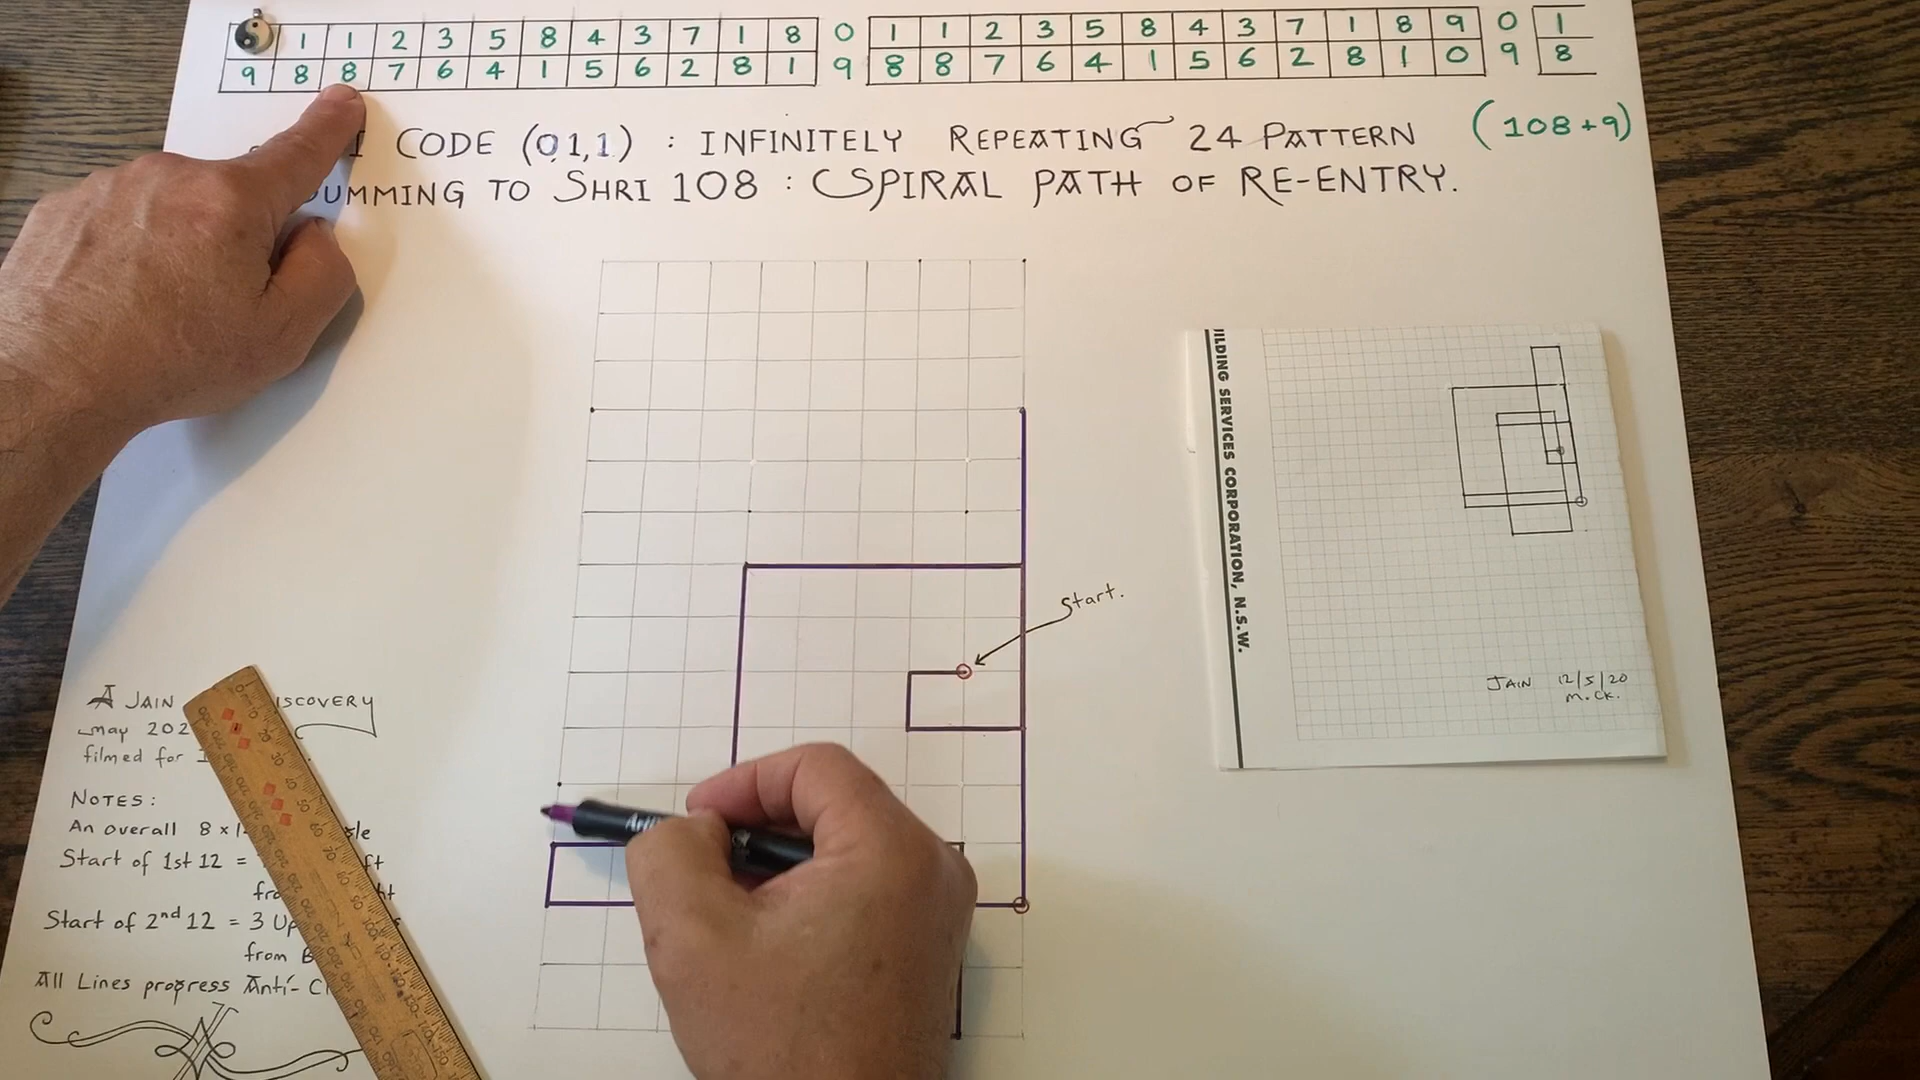 1 1 2 3 5 8 4 3 7 1 8 0 1 1 2 3 5 8 4 3 7 1 8 9 0 1
9 8 8 7 6 4 1 5 6 2 8 1 9 8 8 7 6 4 1 5 6 2 8 1 0 9 8
CODE (0,1,1) : INFINITELY REPEATING 24 PATTERN (108+9)
UMMING TO SHRI 108 : SPIRAL PATH OF RE-ENTRY.
Start.
ILDING SERVICES CORPORATION, N.S.W.
JAIN 12/5/20
M.CK.
A JAIN ISCOVERY
may 202
filmed for
NOTES:
An overall 8 x 1
Start of 1st 12 =
Start of 2nd 12 = 3 Up
from B
All Lines progress Anti-Cl